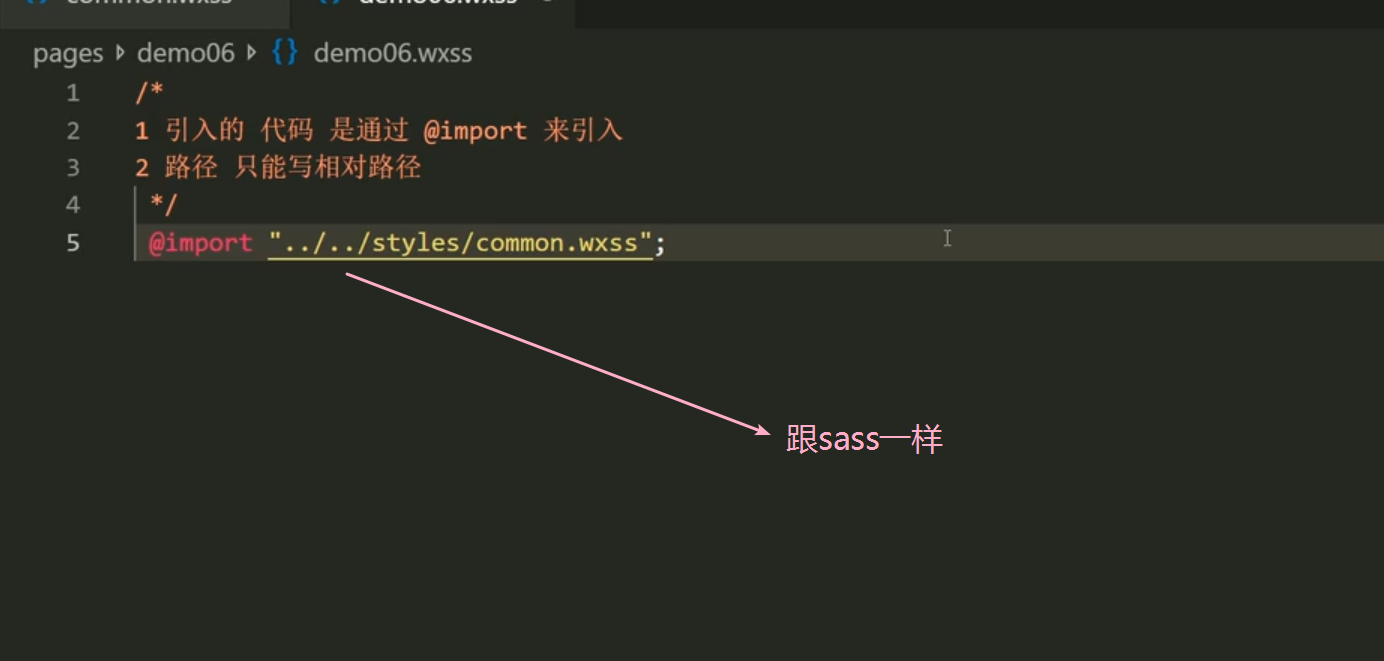 common.wxss
demo06.wxss
pages demo06 {} demo06.wxss
1 /*
2 1 引入的 代码 是通过 @import 来引入
3 2 路径 只能写相对路径
4 */
5 @import "../../styles/common.wxss";
跟sass一样